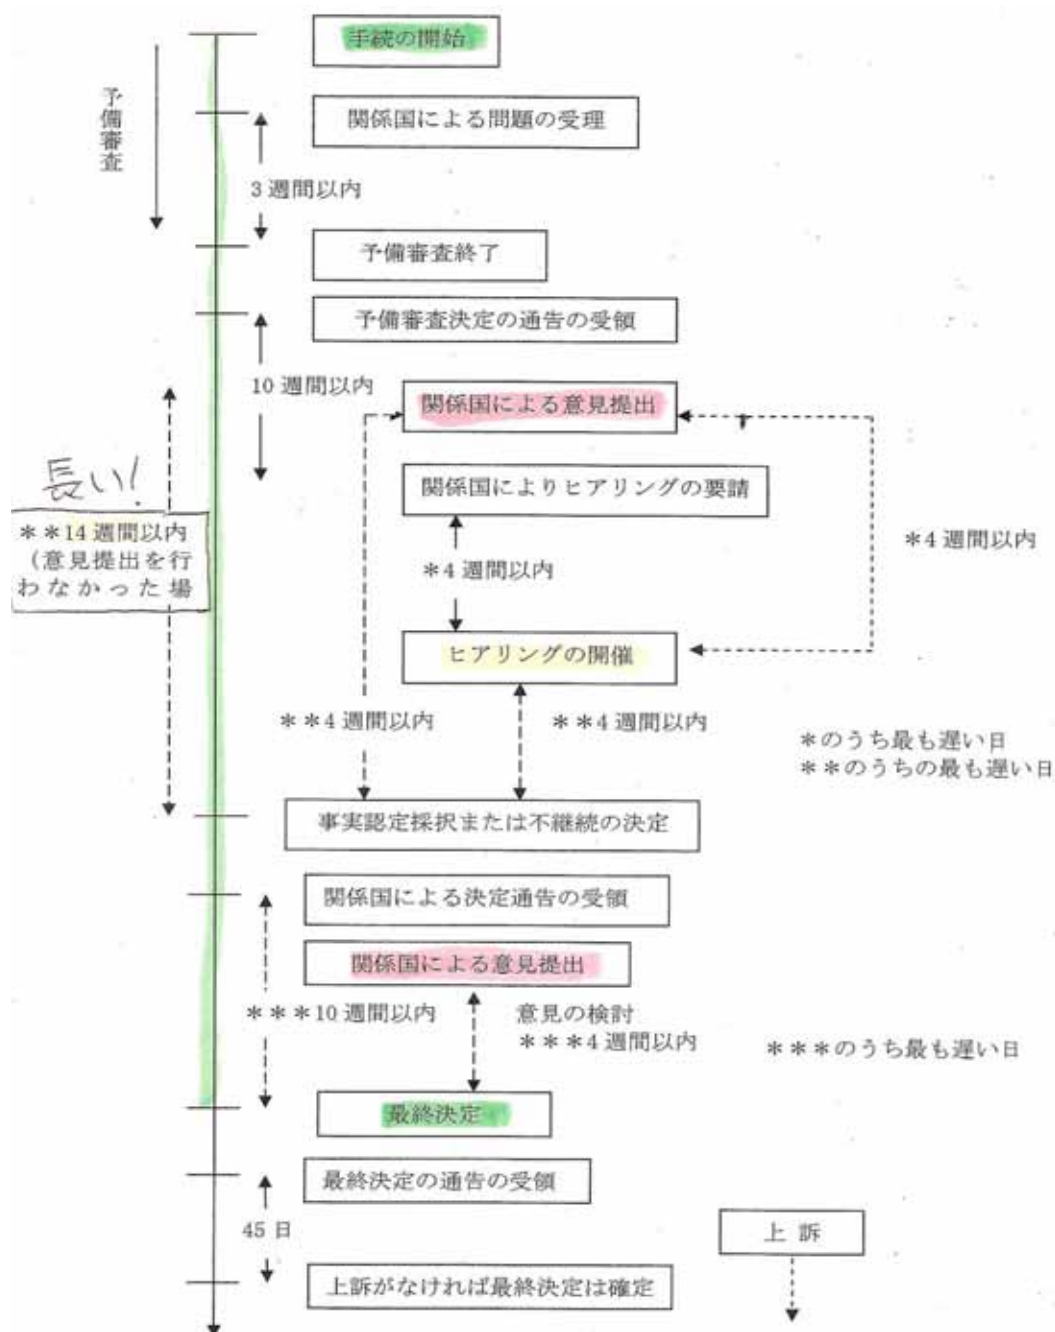 手続の開始
予備審査
関係国による問題の受理
3週間以内
予備審査終了
予備審査決定の通告の受領
10週間以内
関係国による意見提出
長い!
関係国によりヒアリングの要請
**14週間以内
(意見提出を行
わなかった場
*4週間以内
*4週間以内
ヒアリングの開催
**4週間以内
**4週間以内
*のうち最も遅い日
**のうちの最も遅い日
事実認定採択または不継続の決定
関係国による決定通告の受領
関係国による意見提出
***10週間以内
意見の検討
***4週間以内
***のうち最も遅い日
最終決定
最終決定の通告の受領
45日
上訴
上訴がなければ最終決定は確定